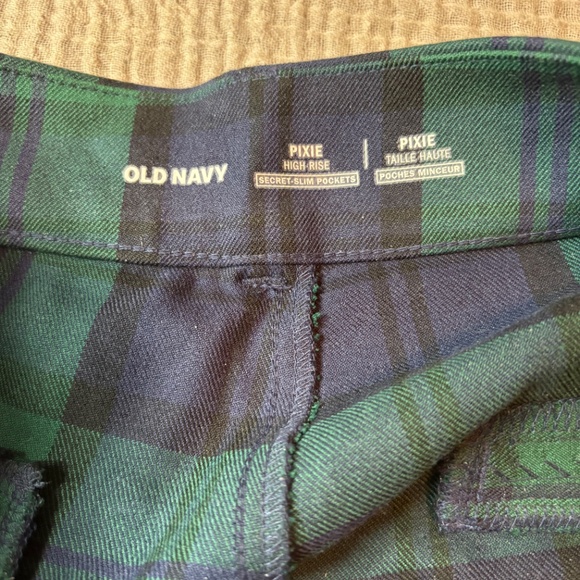 OLD NAVY
PIXIE
HIGH-RISE
SECRET-SLIM POCKETS
PIXIE
TAILLE HAUTE
POCHES MINCEUR